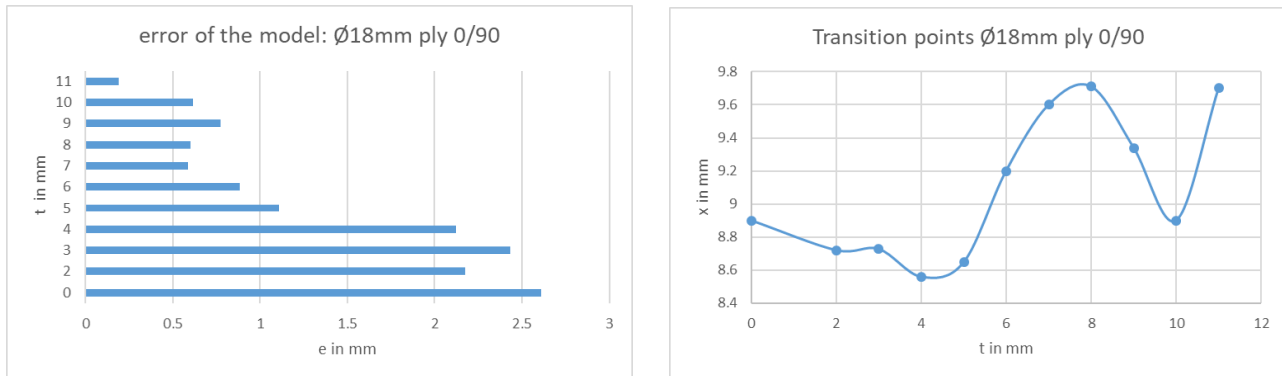 error of the model: Ø18mm ply 0/90
11
10
9
8
7
6
5
4
3
2
0
t in mm
0 0.5 1 1.5 2 2.5 3
e in mm
Transition points Ø18mm ply 0/90
9.8
9.6
9.4
9.2
9
8.8
8.6
8.4
x in mm
0 2 4 6 8 10 12
t in mm